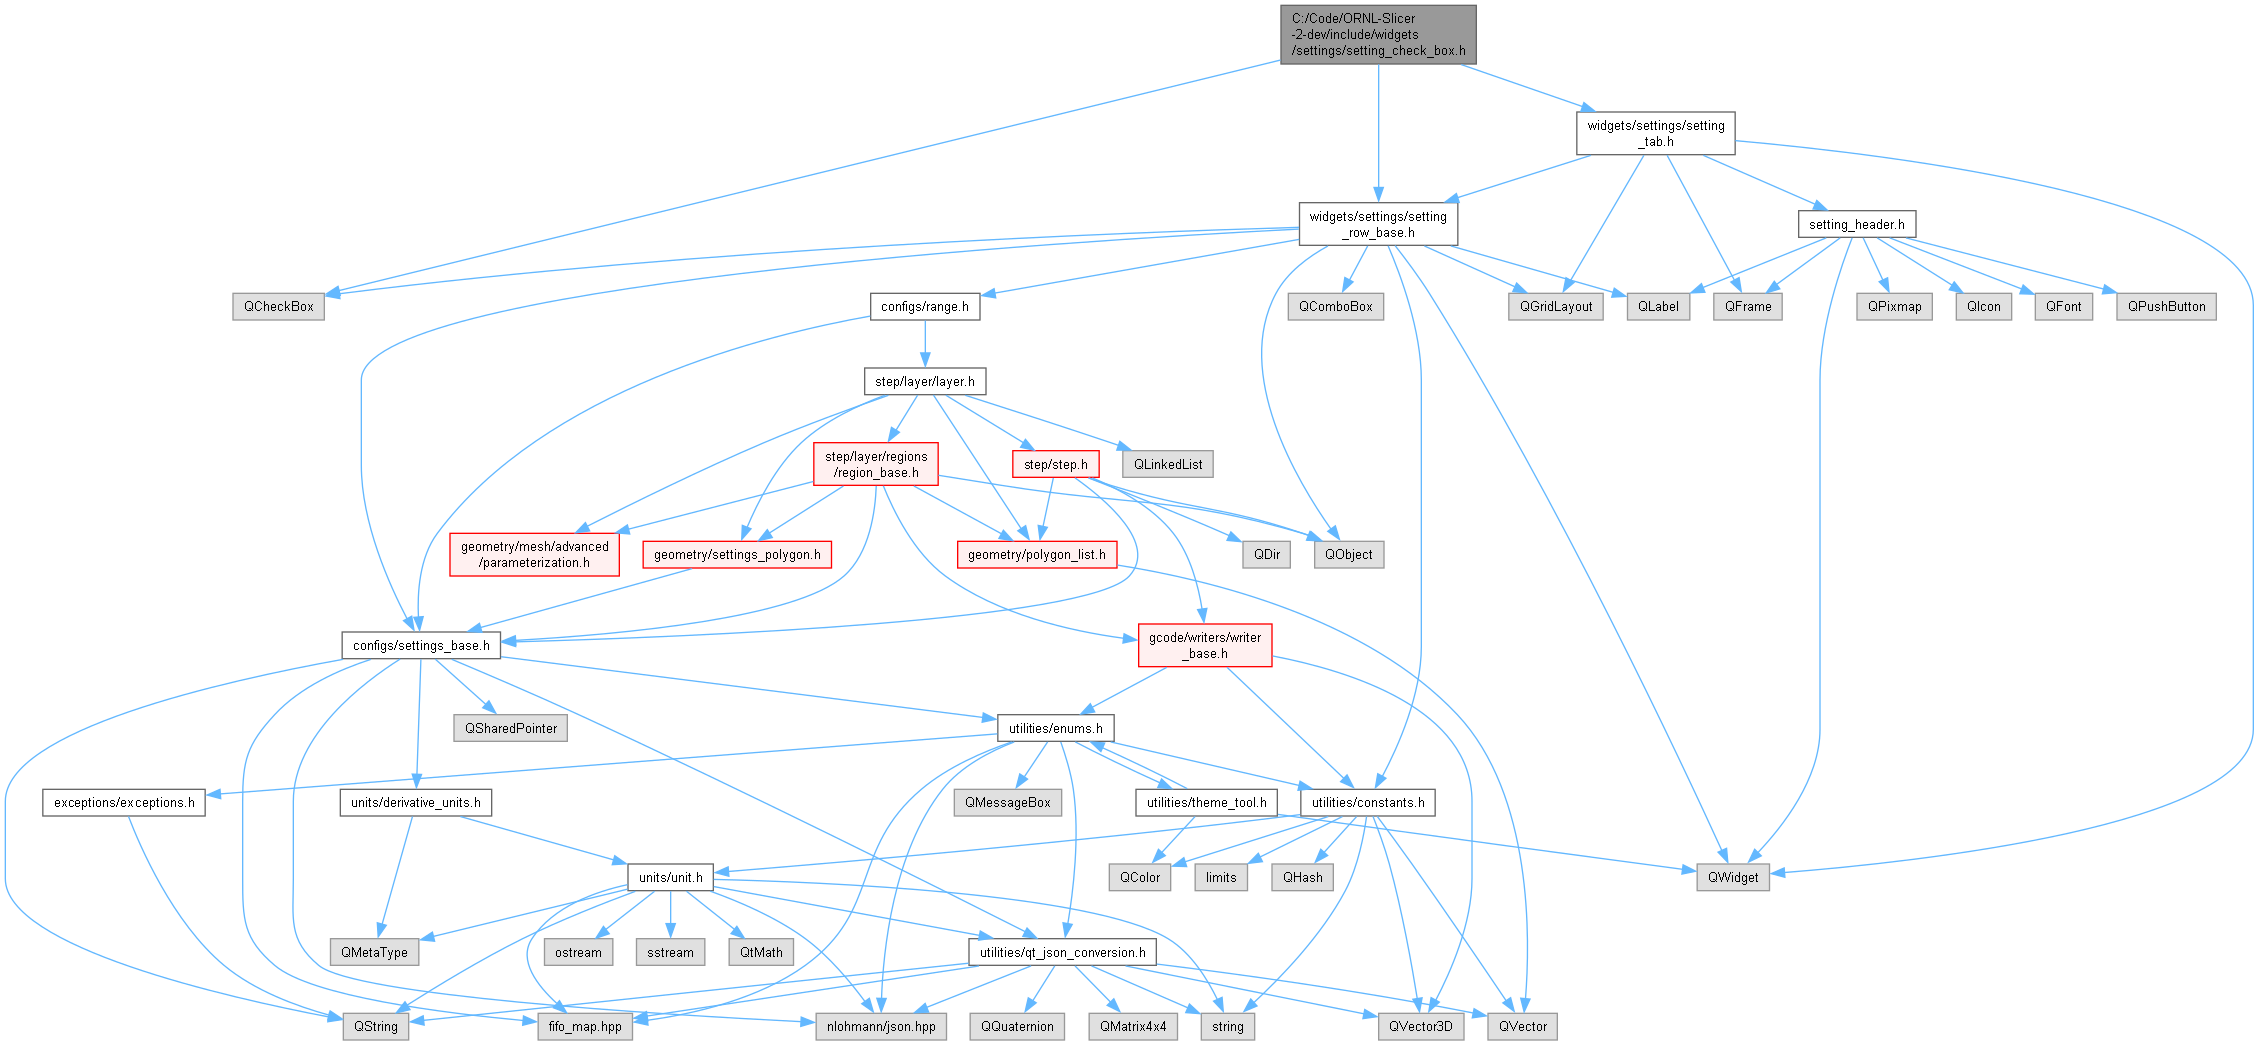 C:/Code/ORNL-Slicer
-2-dev/include/widgets
/settings/setting_check_box.h
widgets/settings/setting
_tab.h
widgets/settings/setting
_row_base.h
setting_header.h
QCheckBox
configs/range.h
QComboBox
QGridLayout
QLabel
QFrame
QPixmap
QIcon
QFont
QPushButton
step/layer/layer.h
step/layer/regions
/region_base.h
step/step.h
QLinkedList
geometry/mesh/advanced
/parameterization.h
geometry/settings_polygon.h
geometry/polygon_list.h
QDir
QObject
configs/settings_base.h
gcode/writers/writer
_base.h
QSharedPointer
utilities/enums.h
exceptions/exceptions.h
units/derivative_units.h
QMessageBox
utilities/theme_tool.h
utilities/constants.h
units/unit.h
QColor
limits
QHash
QWidget
QMetaType
ostream
sstream
QtMath
utilities/qt_json_conversion.h
QString
fifo_map.hpp
nlohmann/json.hpp
QQuaternion
QMatrix4x4
string
QVector3D
QVector